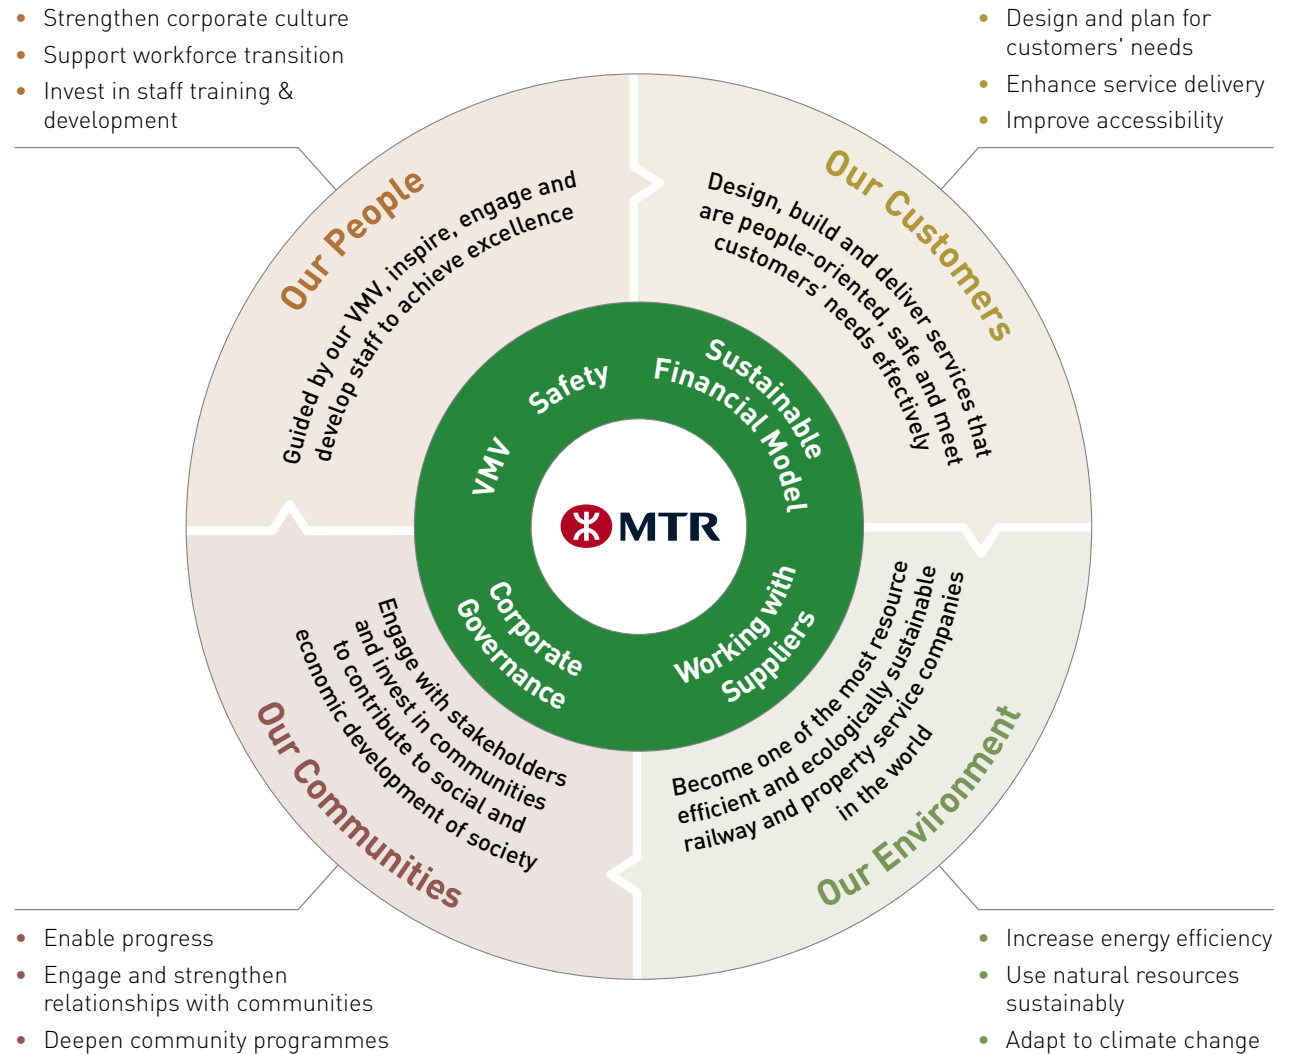 • Strengthen corporate culture
• Support workforce transition
• Invest in staff training &
development
• Design and plan for
customers' needs
• Enhance service delivery
• Improve accessibility
Our People
Guided by our VMV, inspire, engage and
develop staff to achieve excellence
Our Customers
Design, build and deliver services that
are people-oriented, safe and meet
customers’ needs effectively
VMV
Safety
Sustainable
Financial Model
MTR
Corporate
Governance
Working with
Suppliers
Engage with stakeholders
and invest in communities
to contribute to social and
economic development of society
Our Communities
Become one of the most resource
efficient and ecologically sustainable
railway and property service companies
in the world
Our Environment
• Enable progress
• Engage and strengthen
relationships with communities
• Deepen community programmes
• Increase energy efficiency
• Use natural resources
sustainably
• Adapt to climate change